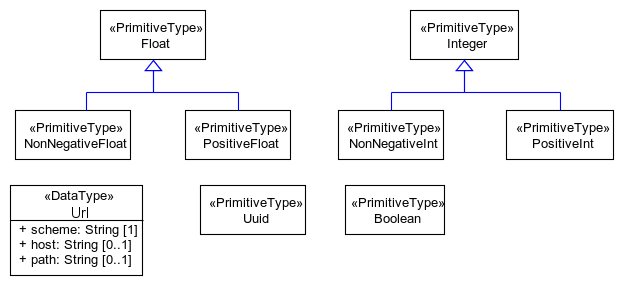 «PrimitiveType»
Float
«PrimitiveType»
Integer
«PrimitiveType»
NonNegativeFloat
«PrimitiveType»
PositiveFloat
«PrimitiveType»
NonNegativeInt
«PrimitiveType»
PositiveInt
«DataType»
Url
+ scheme: String [1]
+ host: String [0..1]
+ path: String [0..1]
«PrimitiveType»
Uuid
«PrimitiveType»
Boolean